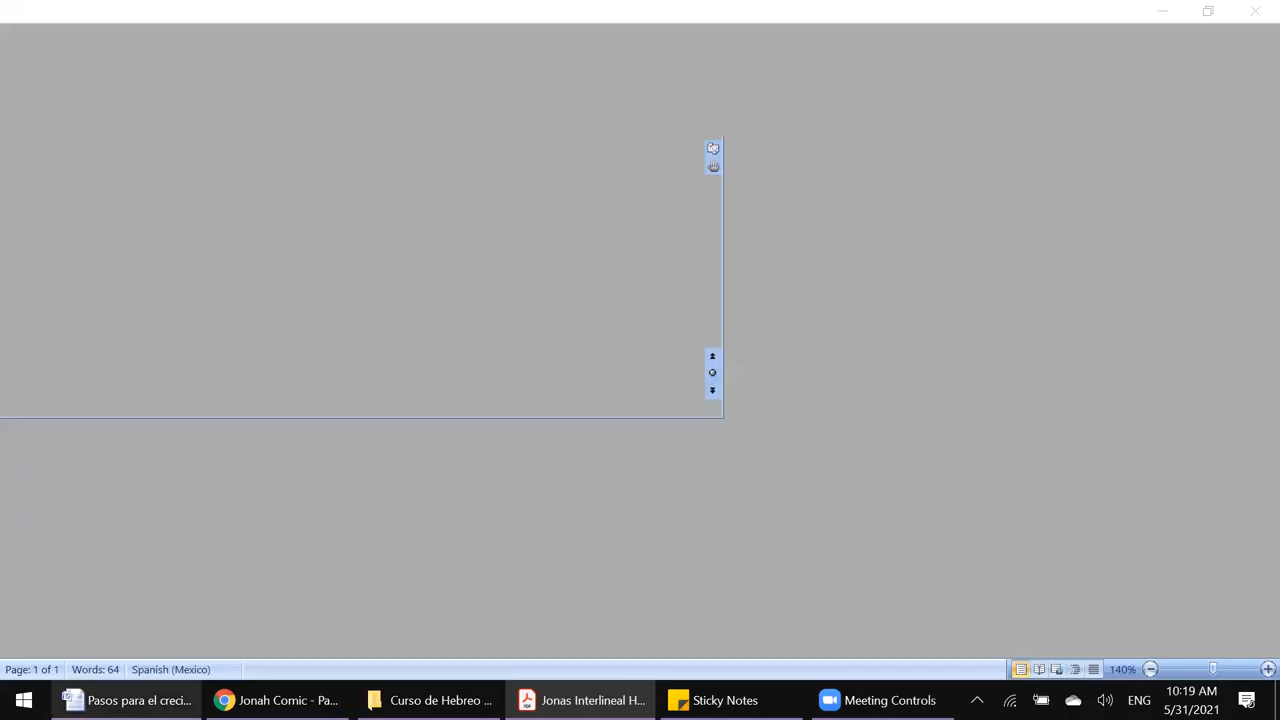 Page: 1 of 1 Words: 64 Spanish (Mexico) 140%
Pasos para el creci... Jonah Comic - Pa... Curso de Hebreo ... Jonas Interlineal H... Sticky Notes Meeting Controls ENG 10:19 AM
5/31/2021